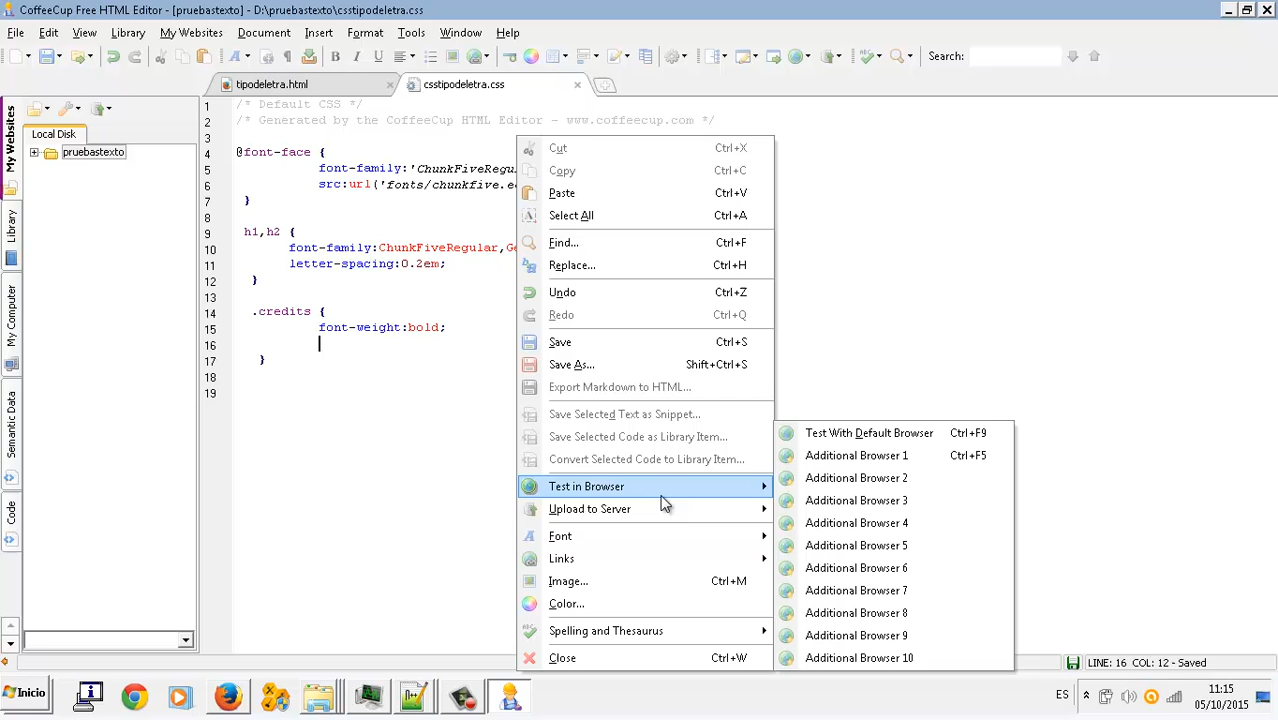 CoffeeCup Free HTML Editor - [pruebastexto] - D:\pruebastexto\csstipodeletra.css
File Edit View Library My Websites Document Insert Format Tools Window Help
Search:
tipodeletra.html csstipodeletra.css
My Websites
Library
My Computer
Semantic Data
Code
Local Disk
pruebastexto
1 /* Default CSS */
2 /* Generated by the CoffeeCup HTML Editor - www.coffeecup.com */
3
4 @font-face {
5 font-family:'ChunkFiveRegu
6 src:url('fonts/chunkfive.e
7 }
8
9 h1,h2 {
10 font-family:ChunkFiveRegular,Ge
11 letter-spacing:0.2em;
12 }
13
14 .credits {
15 font-weight:bold;
16
17 }
18
19
Cut Ctrl+X
Copy Ctrl+C
Paste Ctrl+V
Select All Ctrl+A
Find... Ctrl+F
Replace... Ctrl+H
Undo Ctrl+Z
Redo Ctrl+Q
Save Ctrl+S
Save As... Shift+Ctrl+S
Export Markdown to HTML...
Save Selected Text as Snippet...
Save Selected Code as Library Item...
Convert Selected Code to Library Item...
Test in Browser
Upload to Server
Font
Links
Image... Ctrl+M
Color...
Spelling and Thesaurus
Close Ctrl+W
Test With Default Browser Ctrl+F9
Additional Browser 1 Ctrl+F5
Additional Browser 2
Additional Browser 3
Additional Browser 4
Additional Browser 5
Additional Browser 6
Additional Browser 7
Additional Browser 8
Additional Browser 9
Additional Browser 10
LINE: 16 COL: 12 - Saved
Inicio
ES
11:15
05/10/2015